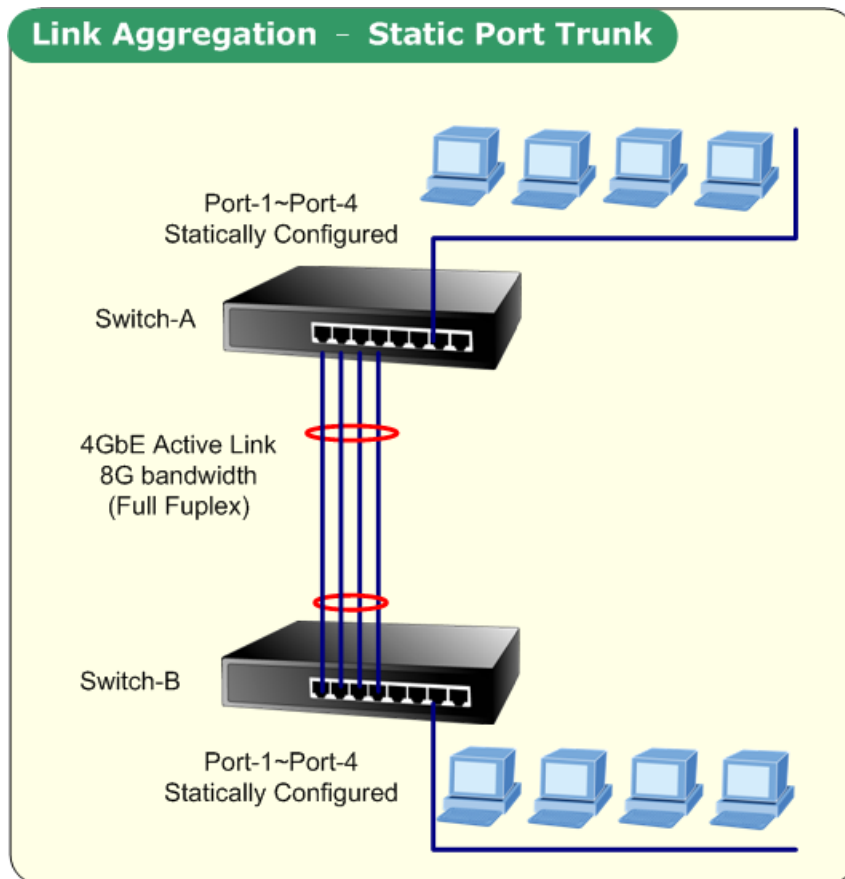 Link Aggregation – Static Port Trunk
Port-1~Port-4
Statically Configured
Switch-A
4GbE Active Link
8G bandwidth
(Full Fuplex)
Switch-B
Port-1~Port-4
Statically Configured